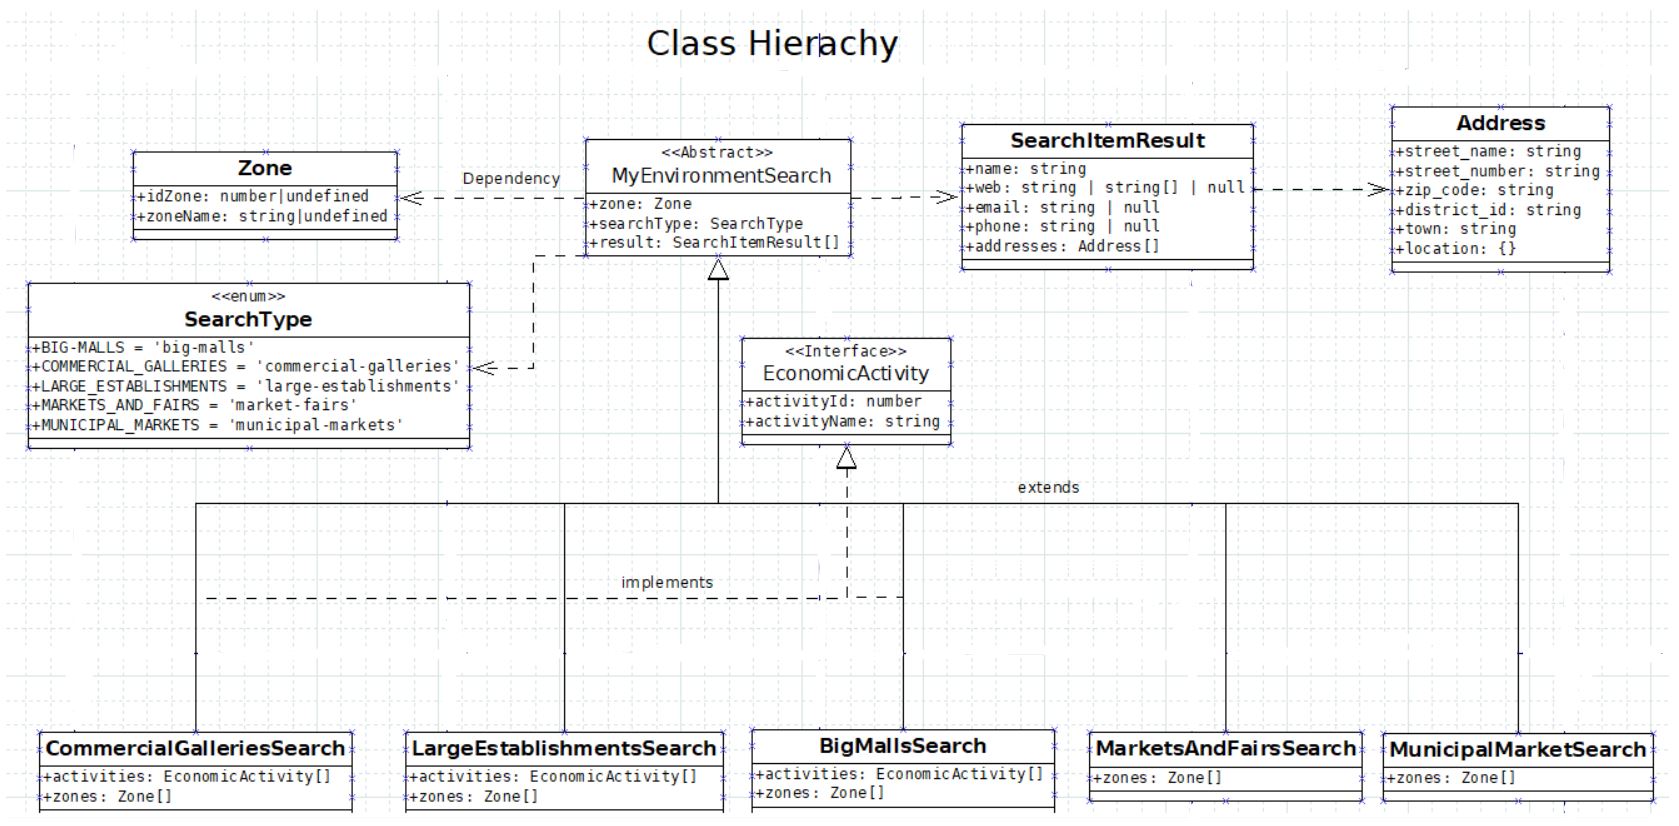 Class Hierachy
Zone
+idZone: number|undefined
+zoneName: string|undefined
Dependency
<<Abstract>>
MyEnvironmentSearch
+zone: Zone
+searchType: SearchType
+result: SearchItemResult[]
SearchItemResult
+name: string
+web: string | string[] | null
+email: string | null
+phone: string | null
+addresses: Address[]
Address
+street_name: string
+street_number: string
+zip_code: string
+district_id: string
+town: string
+location: {}
<<enum>>
SearchType
+BIG-MALLS = 'big-malls'
+COMMERCIAL_GALLERIES = 'commercial-galleries'
+LARGE_ESTABLISHMENTS = 'large-establishments'
+MARKETS_AND_FAIRS = 'market-fairs'
+MUNICIPAL_MARKETS = 'municipal-markets'
<<Interface>>
EconomicActivity
+activityId: number
+activityName: string
extends
implements
CommercialGalleriesSearch
+activities: EconomicActivity[]
+zones: Zone[]
LargeEstablishmentsSearch
+activities: EconomicActivity[]
+zones: Zone[]
BigMallsSearch
+activities: EconomicActivity[]
+zones: Zone[]
MarketsAndFairsSearch
+zones: Zone[]
MunicipalMarketSearch
+zones: Zone[]